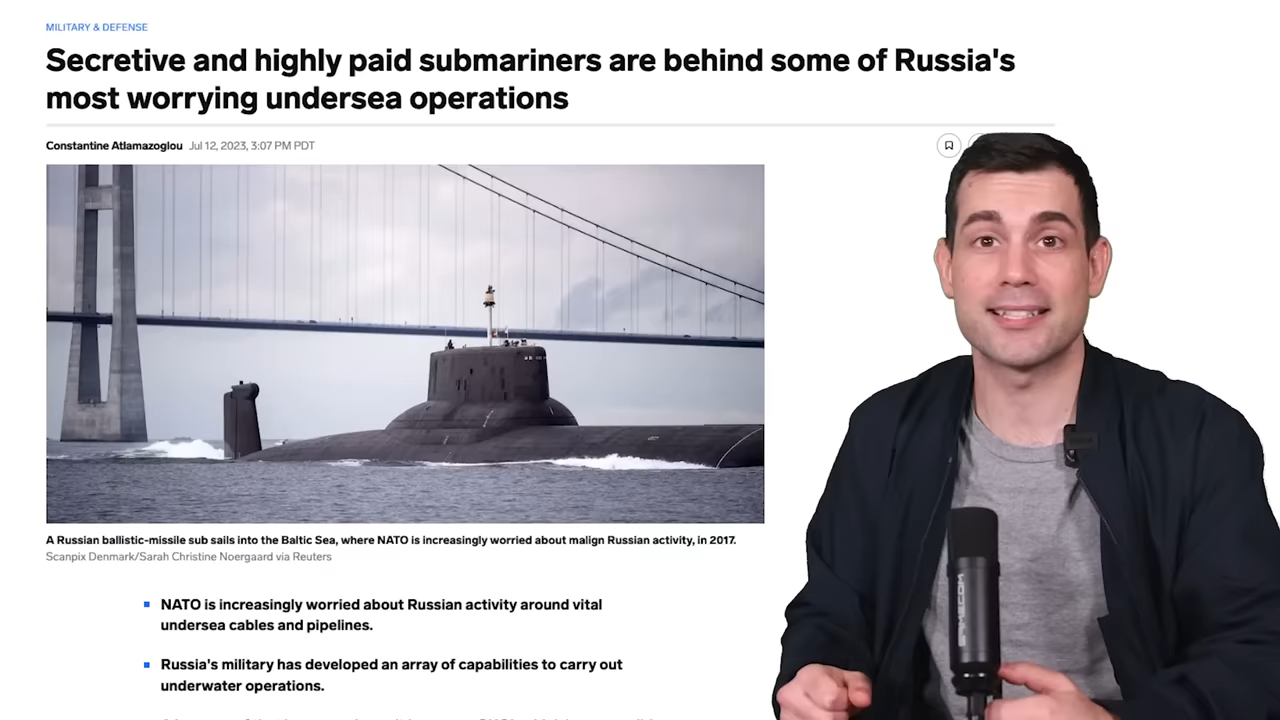 MILITARY & DEFENSE
Secretive and highly paid submariners are behind some of Russia's
most worrying undersea operations
Constantine Atlamazoglou Jul 12, 2023, 3:07 PM PDT
A Russian ballistic-missile sub sails into the Baltic Sea, where NATO is increasingly worried about malign Russian activity, in 2017.
Scanpix Denmark/Sarah Christine Noergaard via Reuters
NATO is increasingly worried about Russian activity around vital
undersea cables and pipelines.
Russia's military has developed an array of capabilities to carry out
underwater operations.